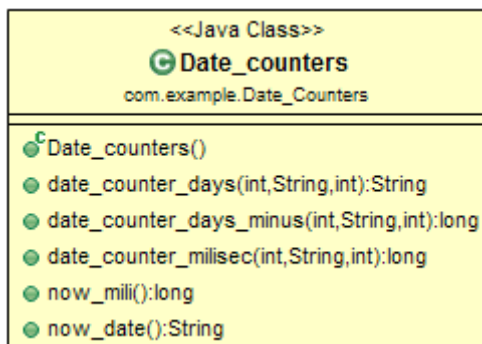 <<Java Class>>
C Date_counters
com.example.Date_Counters
C Date_counters()
date_counter_days(int,String,int):String
date_counter_days_minus(int,String,int):long
date_counter_milisec(int,String,int):long
now_mili():long
now_date():String